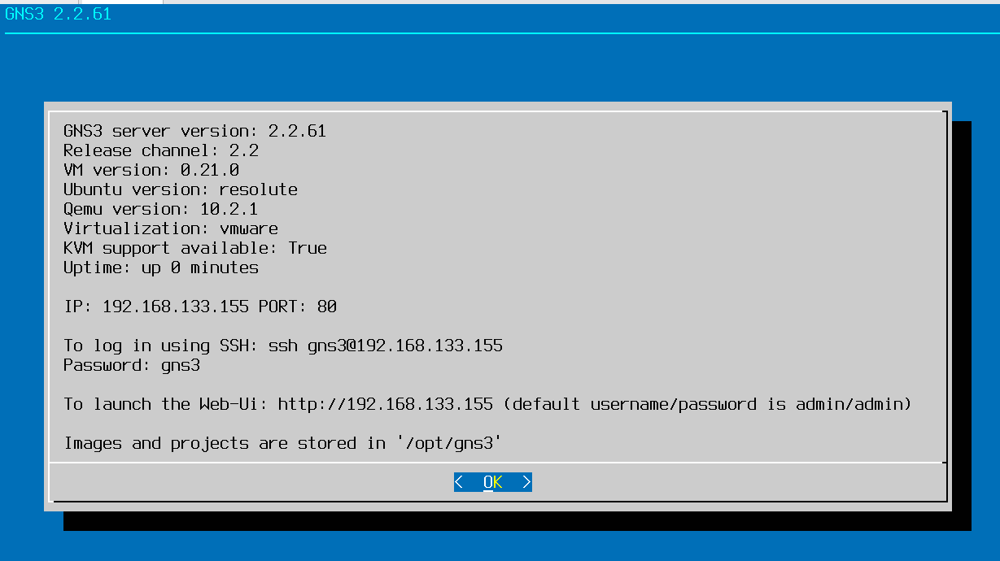 GNS3 2.2.61
GNS3 server version: 2.2.61
Release channel: 2.2
VM version: 0.21.0
Ubuntu version: resolute
Qemu version: 10.2.1
Virtualization: vmware
KVM support available: True
Uptime: up 0 minutes
IP: 192.168.133.155 PORT: 80
To log in using SSH: ssh gns3@192.168.133.155
Password: gns3
To launch the Web-Ui: http://192.168.133.155 (default username/password is admin/admin)
Images and projects are stored in '/opt/gns3'
< OK >